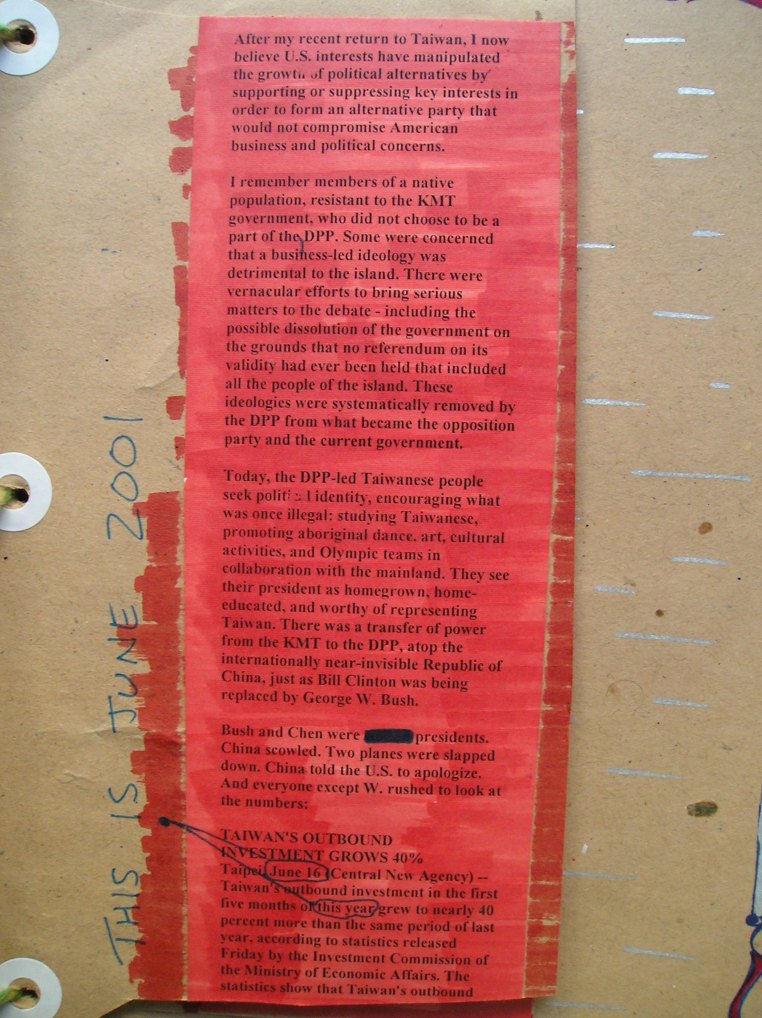 After my recent return to Taiwan, I now
believe U.S. interests have manipulated
the growth of political alternatives by
supporting or suppressing key interests in
order to form an alternative party that
would not compromise American
business and political concerns.
I remember members of a native
population, resistant to the KMT
government, who did not choose to be a
part of the DPP. Some were concerned
that a business-led ideology was
detrimental to the island. There were
vernacular efforts to bring serious
matters to the debate - including the
possible dissolution of the government on
the grounds that no referendum on its
validity had ever been held that included
all the people of the island. These
ideologies were systematically removed by
the DPP from what became the opposition
party and the current government.
Today, the DPP-led Taiwanese people
seek political identity, encouraging what
was once illegal: studying Taiwanese,
promoting aboriginal dance, art, cultural
activities, and Olympic teams in
collaboration with the mainland. They see
their president as homegrown, home-
educated, and worthy of representing
Taiwan. There was a transfer of power
from the KMT to the DPP, atop the
internationally near-invisible Republic of
China, just as Bill Clinton was being
replaced by George W. Bush.
Bush and Chen were presidents.
China scowled. Two planes were slapped
down. China told the U.S. to apologize.
And everyone except W. rushed to look at
the numbers:
TAIWAN'S OUTBOUND
INVESTMENT GROWS 40%
Taipei, June 16 (Central New Agency) --
Taiwan's outbound investment in the first
five months of this year grew to nearly 40
percent more than the same period of last
year, according to statistics released
Friday by the Investment Commission of
the Ministry of Economic Affairs. The
statistics show that Taiwan's outbound
THIS IS JUNE 2001